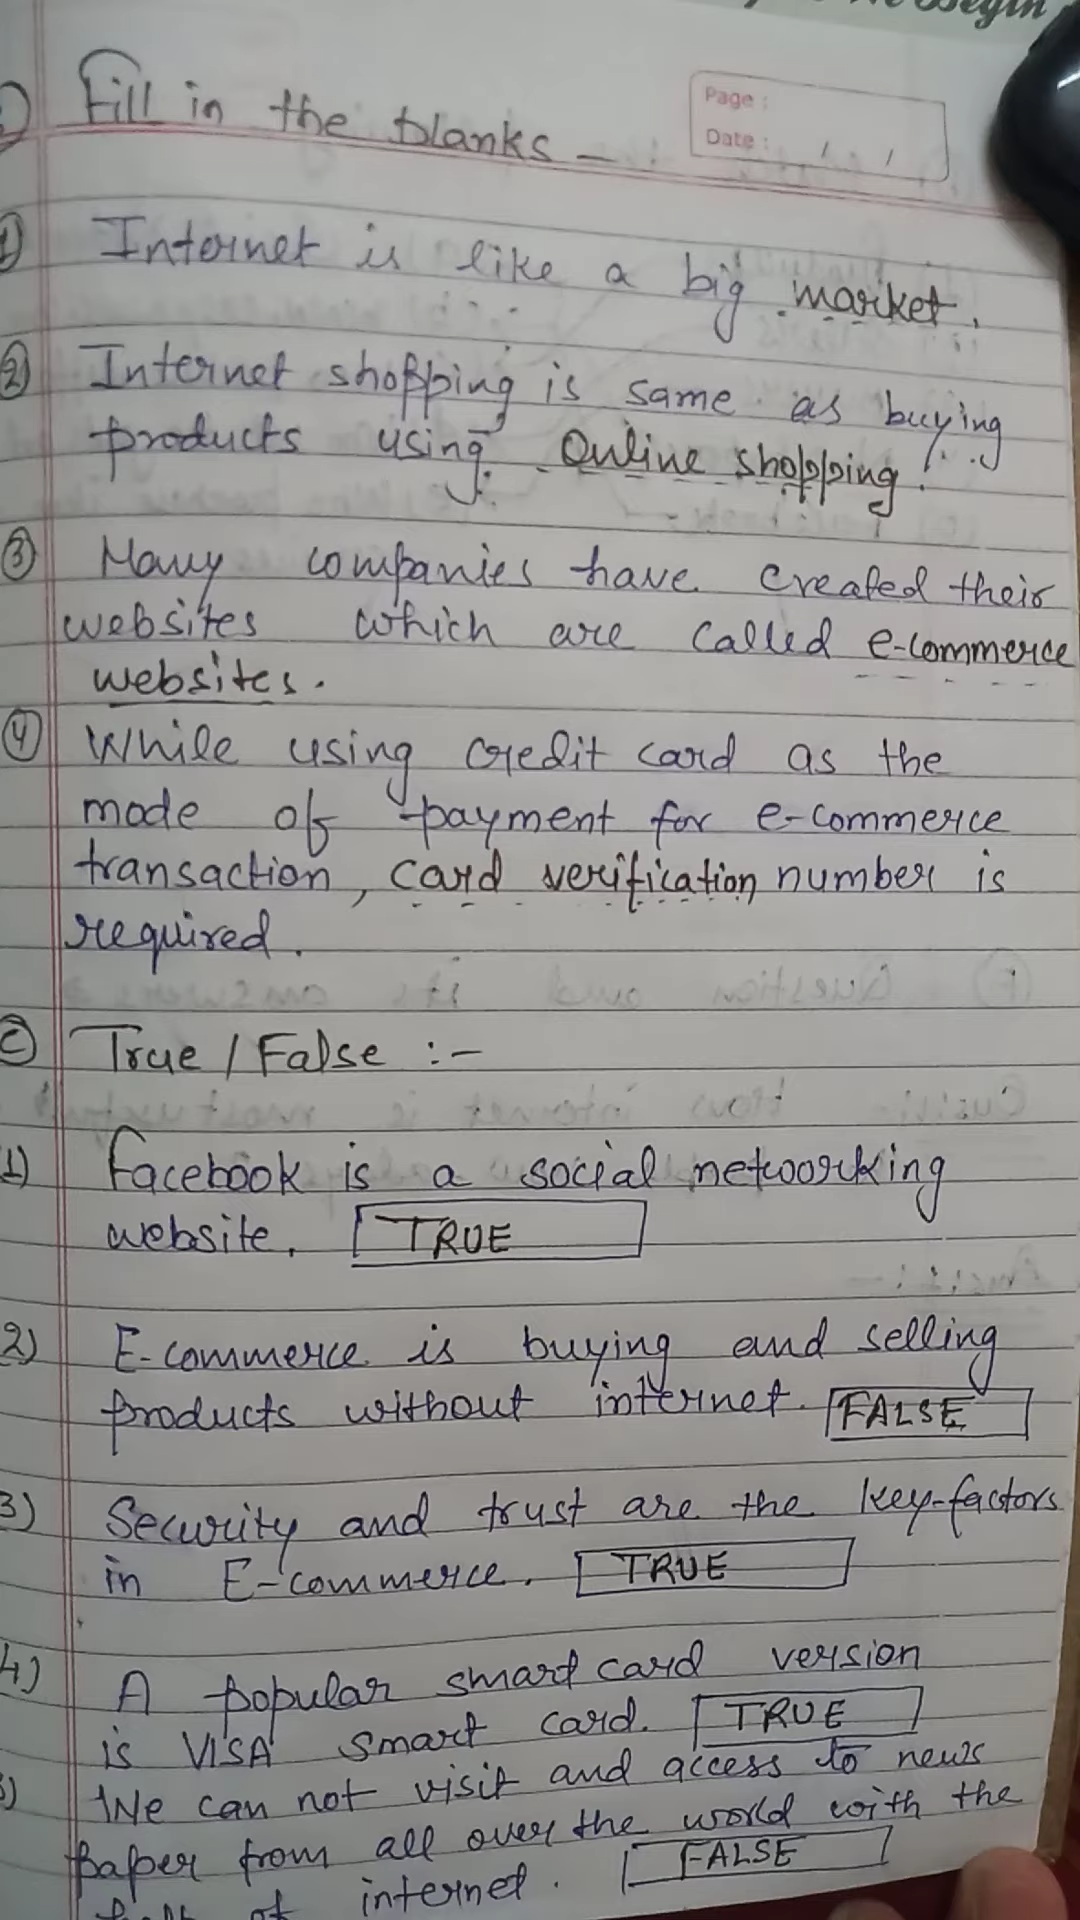 Begin
Page :
Date : / /
Fill in the blanks –
① Internet is like a big market.
② Internet shopping is same as buying
products using Online shopping.
③ Many companies have created their
websites which are called e-commerce
websites.
④ While using credit card as the
mode of payment for e-commerce
transaction, card verification number is
required.
True / False :-
1) Facebook is a social networking
website. TRUE
2) E-commerce is buying and selling
products without internet. FALSE
3) Security and trust are the key-factors
in E-commerce. TRUE
4) A popular smart card version
is VISA smart card. TRUE
We can not visit and access to news
paper from all over the world with the
of internet. FALSE